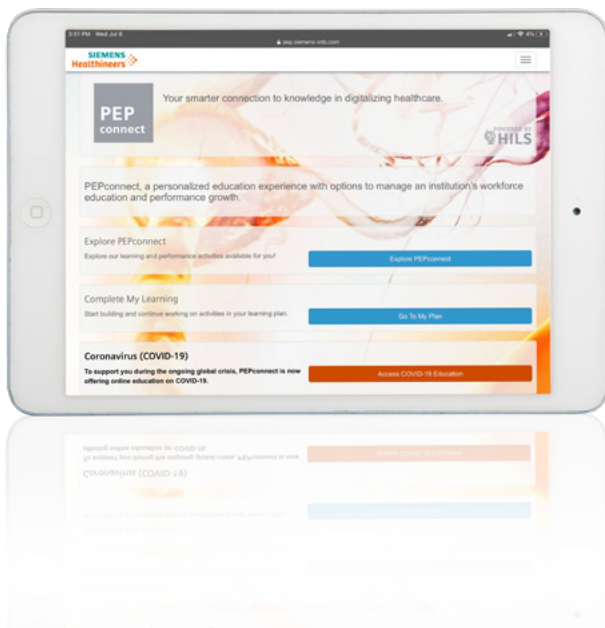 3:51 PM Wed Jul 8
pep.siemens-info.com
4%
SIEMENS
Healthineers
PEP
connect
Your smarter connection to knowledge in digitalizing healthcare.
POWERED BY
HILS
PEPconnect, a personalized education experience with options to manage an institution's workforce
education and performance growth.
Explore PEPconnect
Explore our learning and performance activities available for you!
Explore PEPconnect
Complete My Learning
Start building and continue working on activities in your learning plan.
Go To My Plan
Coronavirus (COVID-19)
To support you during the ongoing global crisis, PEPconnect is now
offering online education on COVID-19.
Access COVID-19 Education